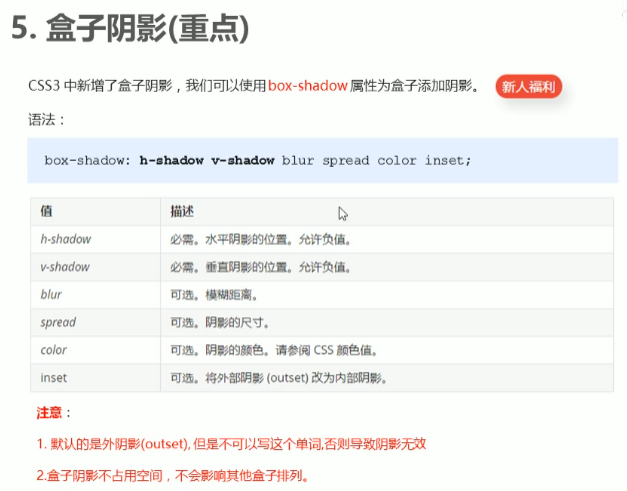 5. 盒子阴影(重点)
CSS3 中新增了盒子阴影，我们可以使用box-shadow属性为盒子添加阴影。 新人福利
语法：
box-shadow: h-shadow v-shadow blur spread color inset;
值 描述
h-shadow 必需。水平阴影的位置。允许负值。
v-shadow 必需。垂直阴影的位置。允许负值。
blur 可选。模糊距离。
spread 可选。阴影的尺寸。
color 可选。阴影的颜色。请参阅 CSS 颜色值。
inset 可选。将外部阴影 (outset) 改为内部阴影。
注意：
1. 默认的是外阴影(outset), 但是不可以写这个单词,否则导致阴影无效
2.盒子阴影不占用空间，不会影响其他盒子排列。